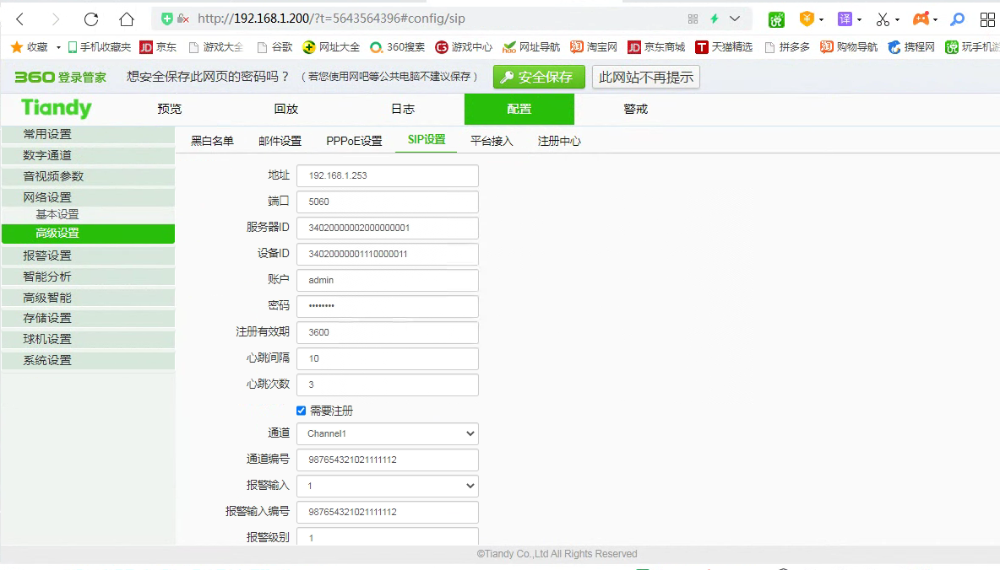 http://192.168.1.200/?t=5643564396#config/sip
收藏 手机收藏夹 京东 游戏大全 谷歌 网址大全 360搜索 游戏中心 网址导航 淘宝网 京东商城 天猫精选 拼多多 购物导航 携程网 玩手机游
360 登录管家 想安全保存此网页的密码吗？ （若您使用网吧等公共电脑不建议保存） 安全保存 此网站不再提示
Tiandy 预览 回放 日志 配置 警戒
常用设置
数字通道
音视频参数
网络设置
基本设置
高级设置
报警设置
智能分析
高级智能
存储设置
球机设置
系统设置
黑白名单 邮件设置 PPPoE设置 SIP设置 平台接入 注册中心
地址 192.168.1.253
端口 5060
服务器ID 34020000002000000001
设备ID 34020000001110000011
账户 admin
密码 ••••••••
注册有效期 3600
心跳间隔 10
心跳次数 3
需要注册
通道 Channel1
通道编号 987654321021111112
报警输入 1
报警输入编号 987654321021111112
报警级别 1
©Tiandy Co.,Ltd All Rights Reserved